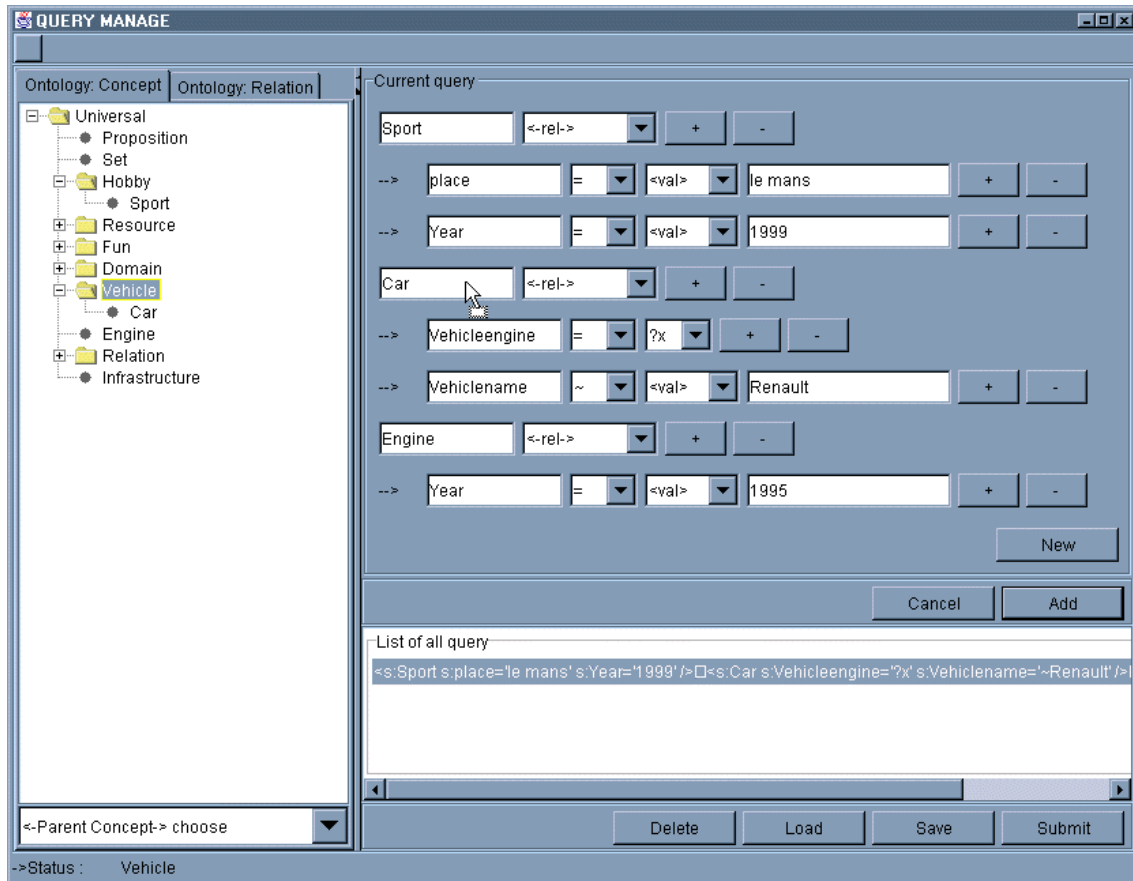 QUERY MANAGE
Ontology: Concept Ontology: Relation
Universal
Proposition
Set
Hobby
Sport
Resource
Fun
Domain
Vehicle
Car
Engine
Relation
Infrastructure
<-Parent Concept-> choose
Current query
Sport <-rel-> + -
--> place = <val> le mans + -
--> Year = <val> 1999 + -
Car <-rel-> + -
--> Vehicleengine = ?x + -
--> Vehiclename ~ <val> Renault + -
Engine <-rel-> + -
--> Year = <val> 1995 + -
New
Cancel Add
List of all query
<s:Sport s:place='le mans' s:Year='1999' />□<s:Car s:Vehicleengine='?x' s:Vehiclename='~Renault' />
Delete Load Save Submit
->Status : Vehicle